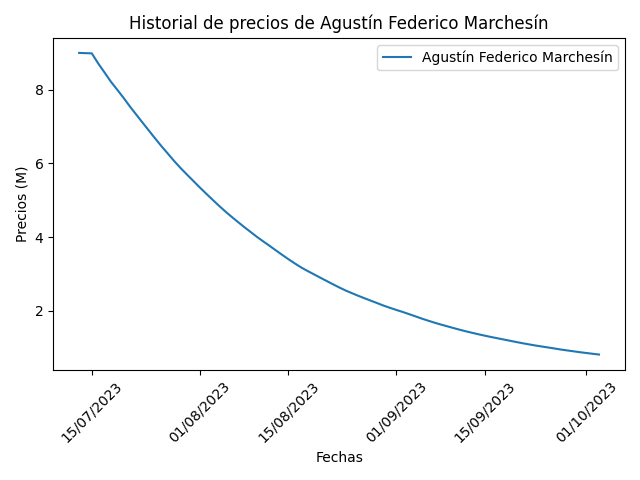 Historial de precios de Agustín Federico Marchesín
Agustín Federico Marchesín
Precios (M)
8
6
4
2
15/07/2023
01/08/2023
15/08/2023
01/09/2023
15/09/2023
01/10/2023
Fechas